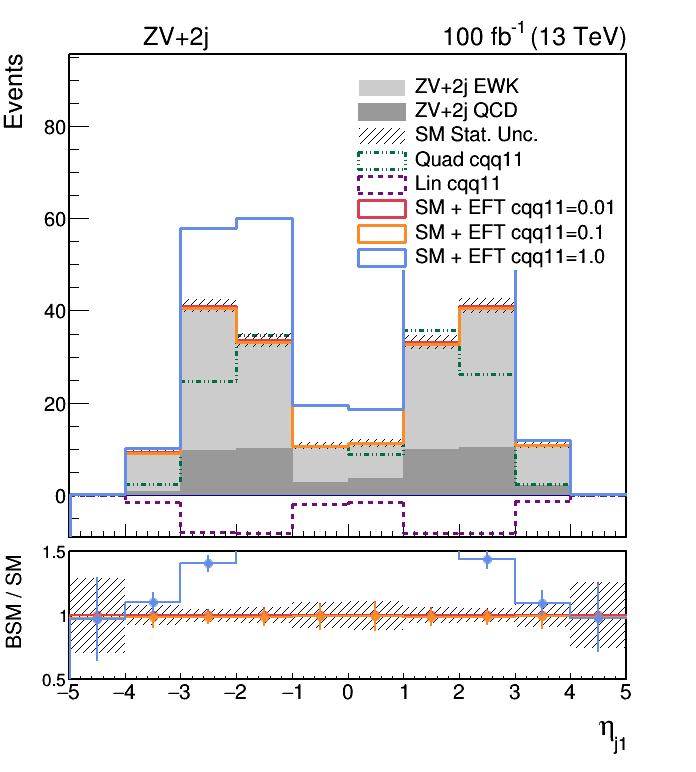 ZV+2j
100 fb⁻¹ (13 TeV)
Events
ZV+2j EWK
ZV+2j QCD
SM Stat. Unc.
Quad cqq11
Lin cqq11
SM + EFT cqq11=0.01
SM + EFT cqq11=0.1
SM + EFT cqq11=1.0
80
60
40
20
0
BSM / SM
1.5
1
0.5
−5 −4 −3 −2 −1 0 1 2 3 4 5
η_j1